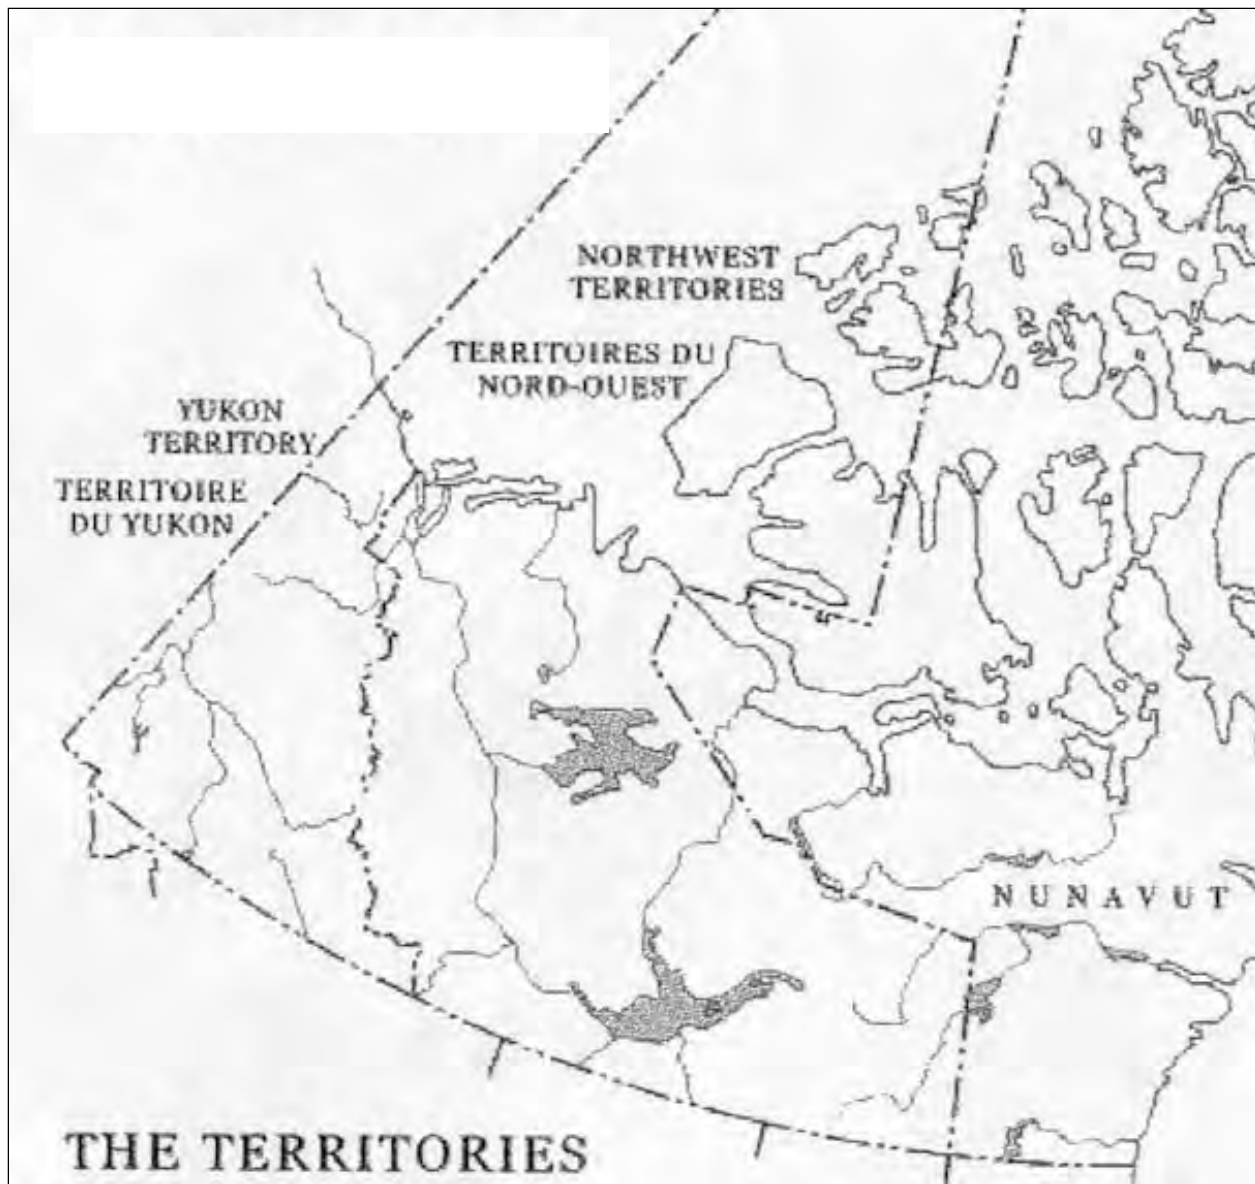 NORTHWEST
TERRITORIES
TERRITOIRES DU
NORD-OUEST
YUKON
TERRITORY
TERRITOIRE
DU YUKON
NUNAVUT
THE TERRITORIES